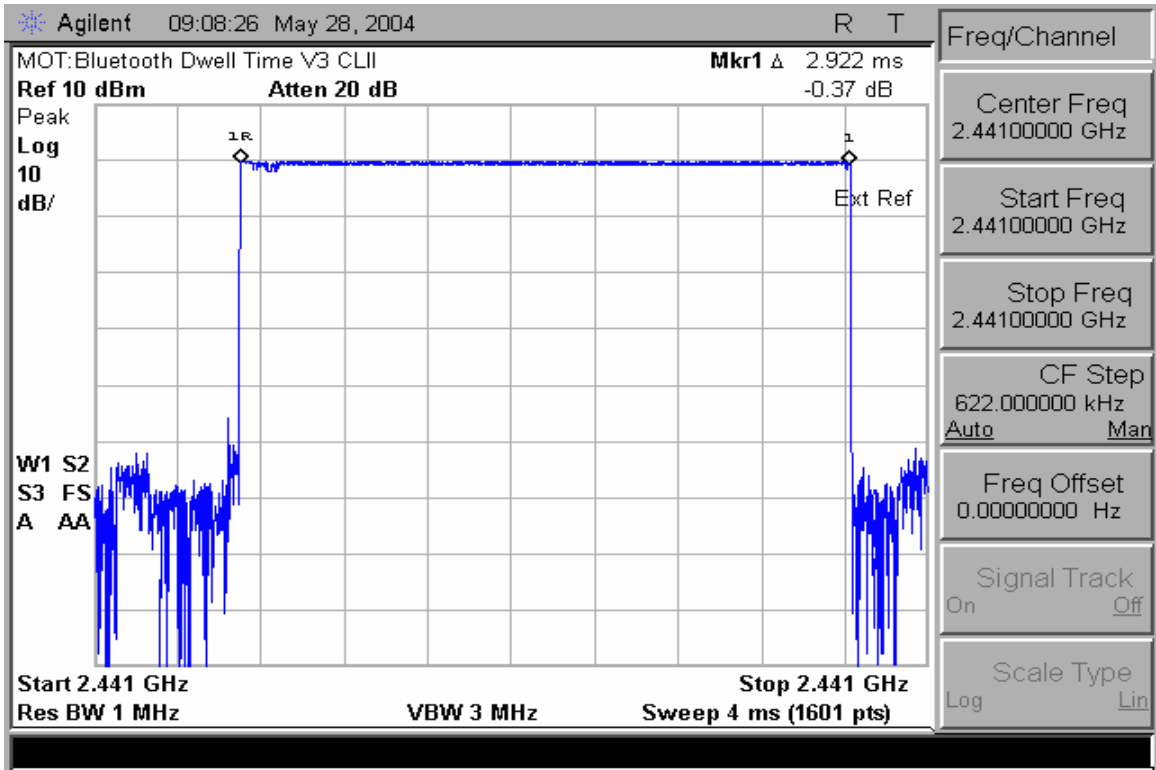 Agilent 09:08:26 May 28, 2004 R T
MOT:Bluetooth Dwell Time V3 CLII
Mkr1 Δ 2.922 ms
Ref 10 dBm Atten 20 dB -0.37 dB
Peak
Log
10
dB/
1R
1
Ext Ref
W1 S2
S3 FS
A AA
Start 2.441 GHz Stop 2.441 GHz
Res BW 1 MHz VBW 3 MHz Sweep 4 ms (1601 pts)
Freq/Channel
Center Freq
2.44100000 GHz
Start Freq
2.44100000 GHz
Stop Freq
2.44100000 GHz
CF Step
622.000000 kHz
Auto Man
Freq Offset
0.00000000 Hz
Signal Track
On Off
Scale Type
Log Lin